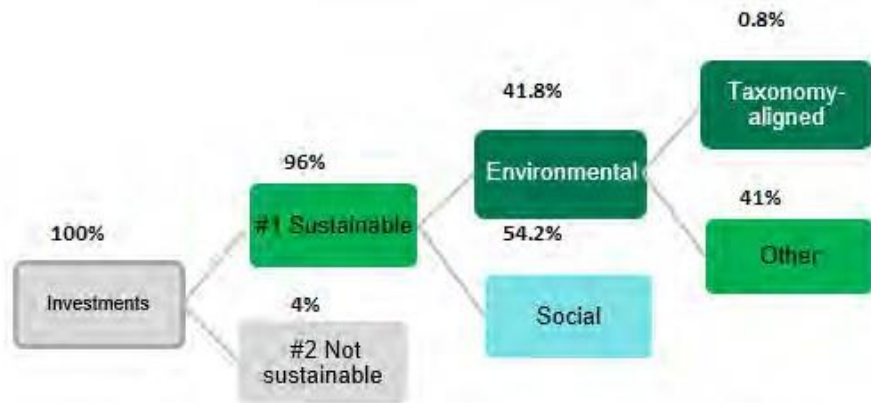 0.8%
Taxonomy-
aligned
41.8%
Environmental
96%
#1 Sustainable
41%
Other
100%
Investments
54.2%
Social
4%
#2 Not
sustainable